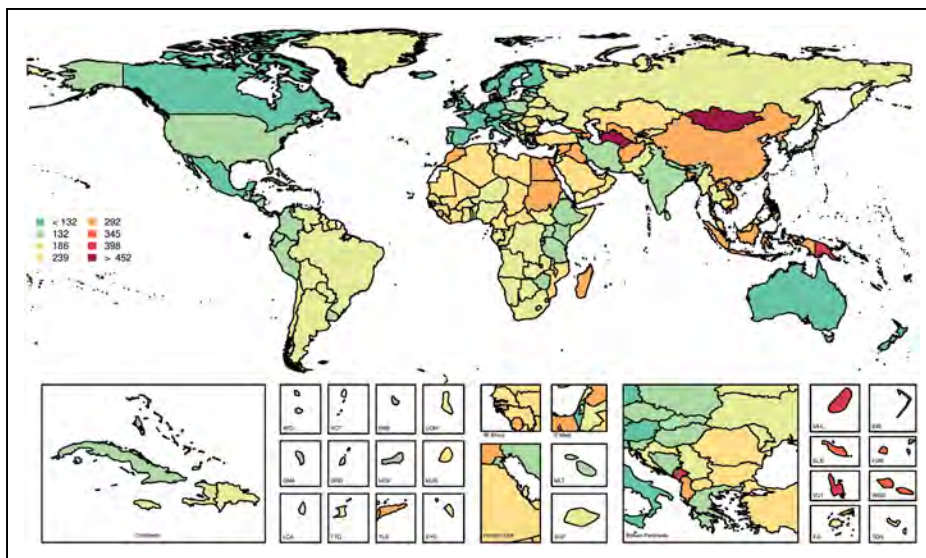 < 132
132
186
239
292
345
398
> 452
Caribbean
W Africa
E Med
Persian Gulf
Balkan Peninsula
ATG
VCT
BRB
COM
GRD
MDV
MUS
LCA
TTO
TLS
SYC
MLT
SGP
MHL
KIR
SLB
FSM
VUT
WSM
FJI
TON